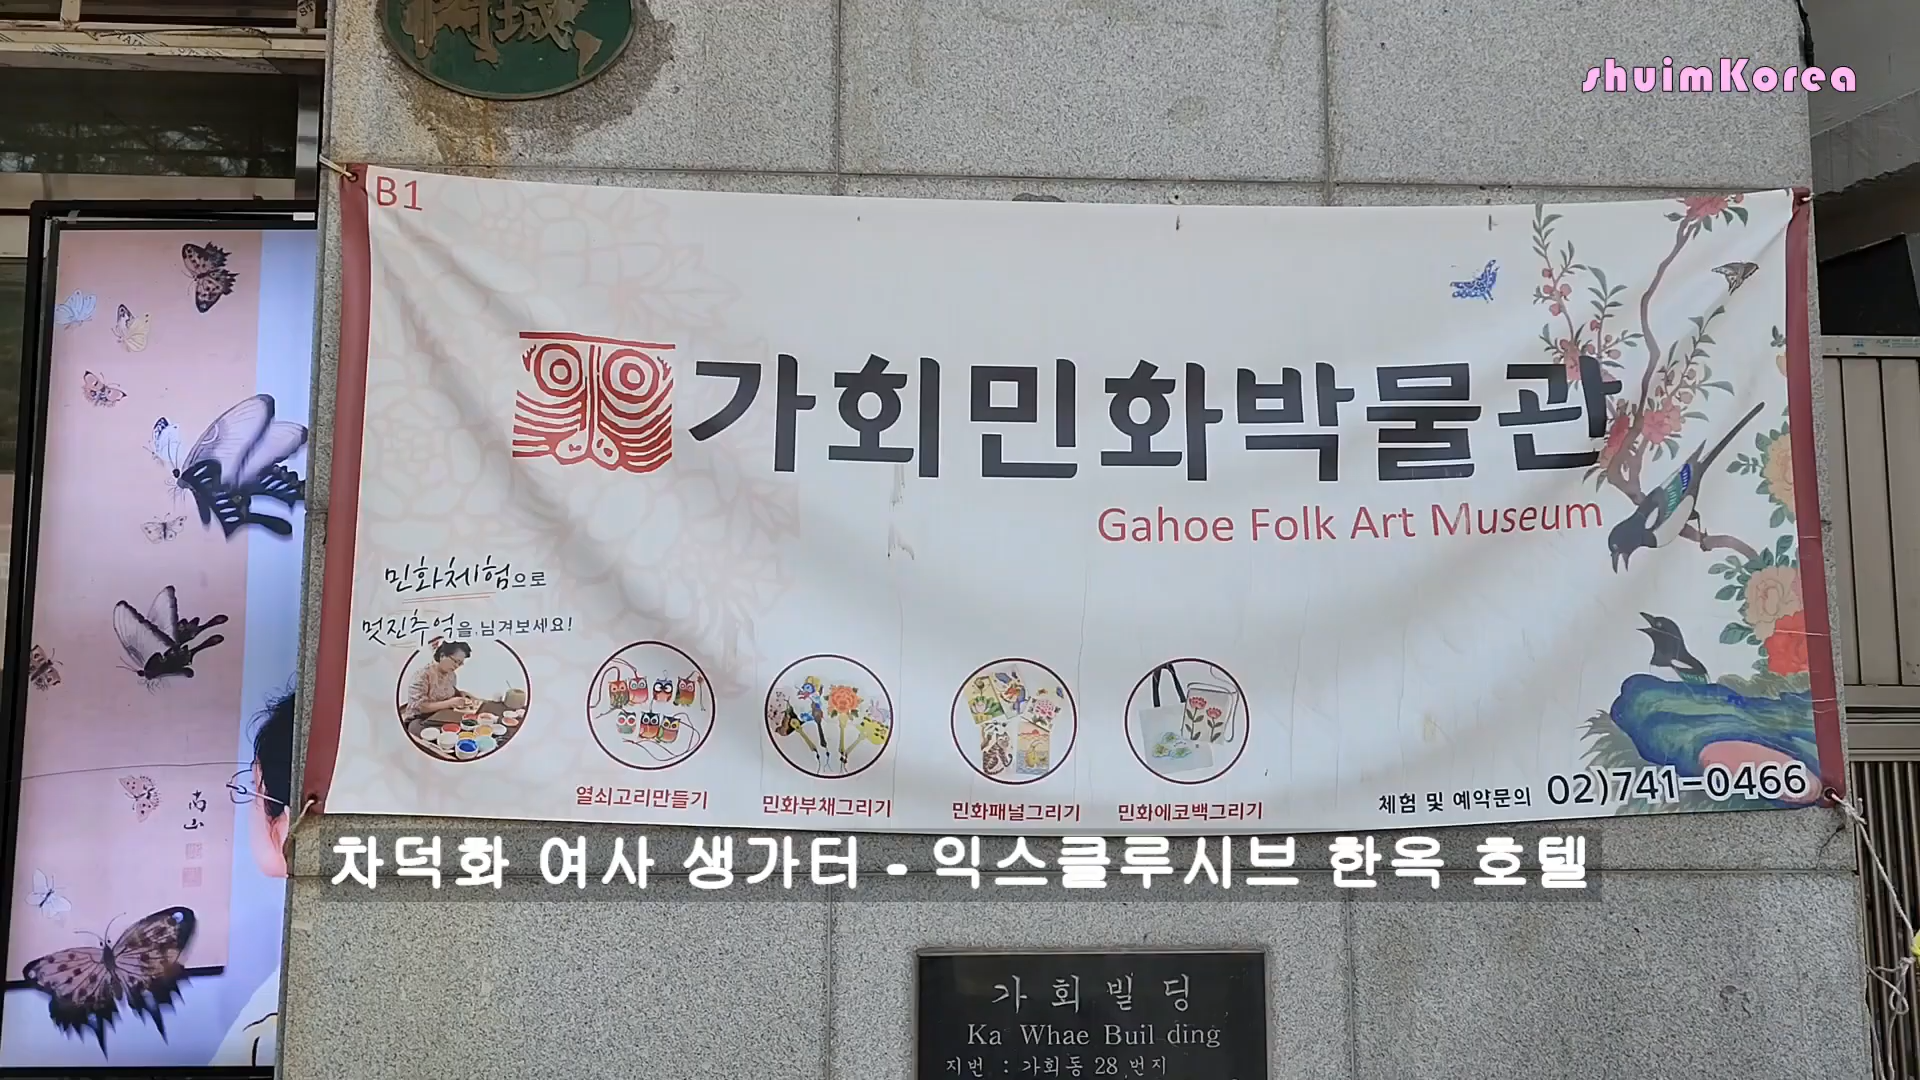 城
shuimKorea
B1
가회민화박물관
Gahoe Folk Art Museum
민화체험으로
멋진추억을 남겨보세요!
열쇠고리만들기
민화부채그리기
민화패널그리기
민화에코백그리기
체험 및 예약문의 02)741-0466
南
山
차덕화 여사 생가터 - 익스클루시브 한옥 호텔
가회빌딩
Ka Whae Buil ding
지번 : 가회동 28 번지